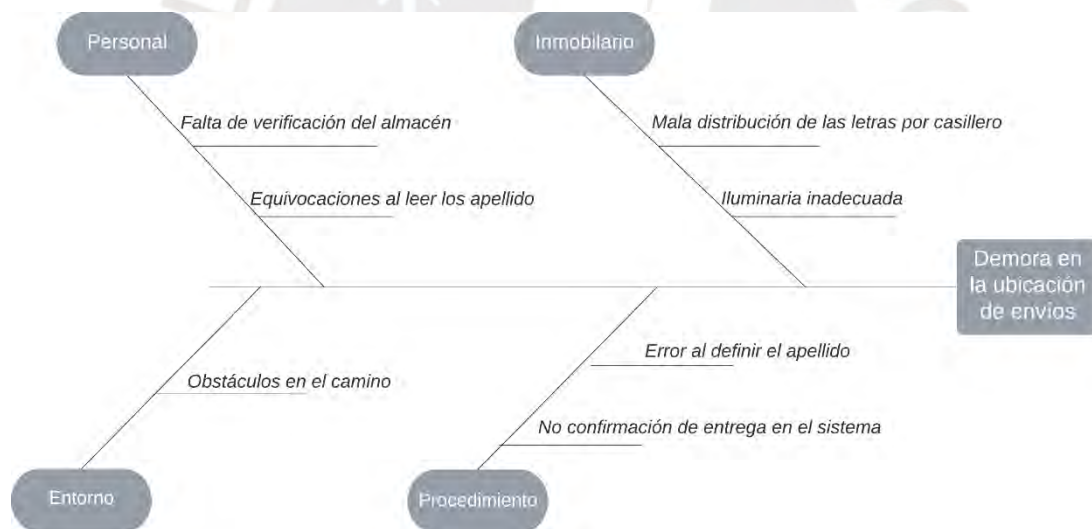 Personal
Inmobilario
Falta de verificación del almacén
Mala distribución de las letras por casillero
Equivocaciones al leer los apellido
Iluminaria inadecuada
Demora en
la ubicación
de envíos
Error al definir el apellido
Obstáculos en el camino
No confirmación de entrega en el sistema
Entorno
Procedimiento